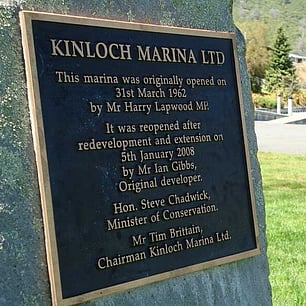 KINLOCH MARINA LTD
This marina was originally opened on
31st March 1962
by Mr Harry Lapwood MP.
It was reopened after
redevelopment and extension on
5th January 2008
by Mr Ian Gibbs,
Original developer.
Hon. Steve Chadwick,
Minister of Conservation.
Mr Tim Brittain,
Chairman Kinloch Marina Ltd.